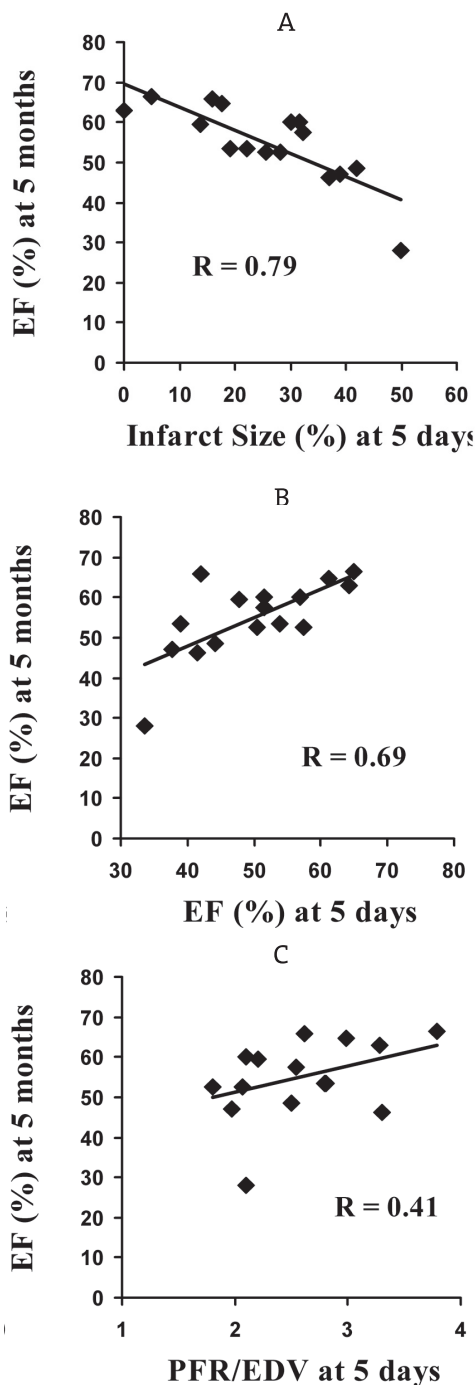 A
80
70
60
50
40
30
20
10
0
EF (%) at 5 months
R = 0.79
0 10 20 30 40 50 60
Infarct Size (%) at 5 days
B
80
70
60
50
40
30
20
10
0
EF (%) at 5 months
R = 0.69
30 40 50 60 70 80
EF (%) at 5 days
C
80
70
60
50
40
30
20
10
0
EF (%) at 5 months
R = 0.41
1 2 3 4
PFR/EDV at 5 days